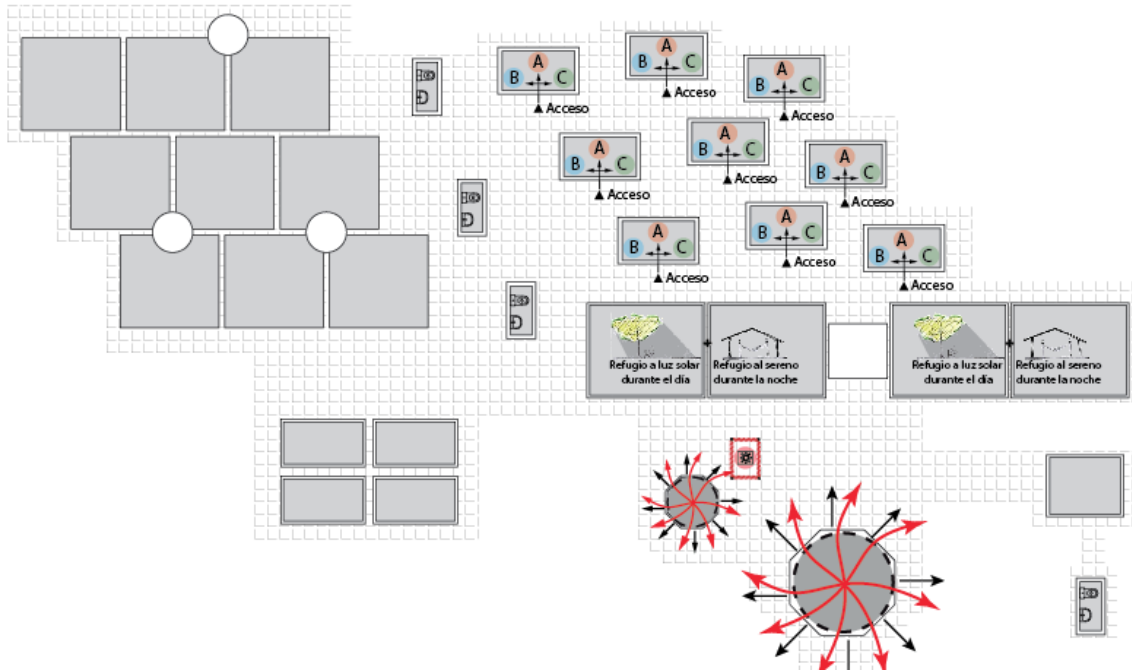 A
B C
Acceso
A
B C
Acceso
A
B C
Acceso
A
B C
Acceso
A
B C
Acceso
A
B C
Acceso
A
B C
Acceso
A
B C
Acceso
A
B C
Acceso
Refugio a luz solar
durante el día
+
Refugio al sereno
durante la noche
Refugio a luz solar
durante el día
+
Refugio al sereno
durante la noche